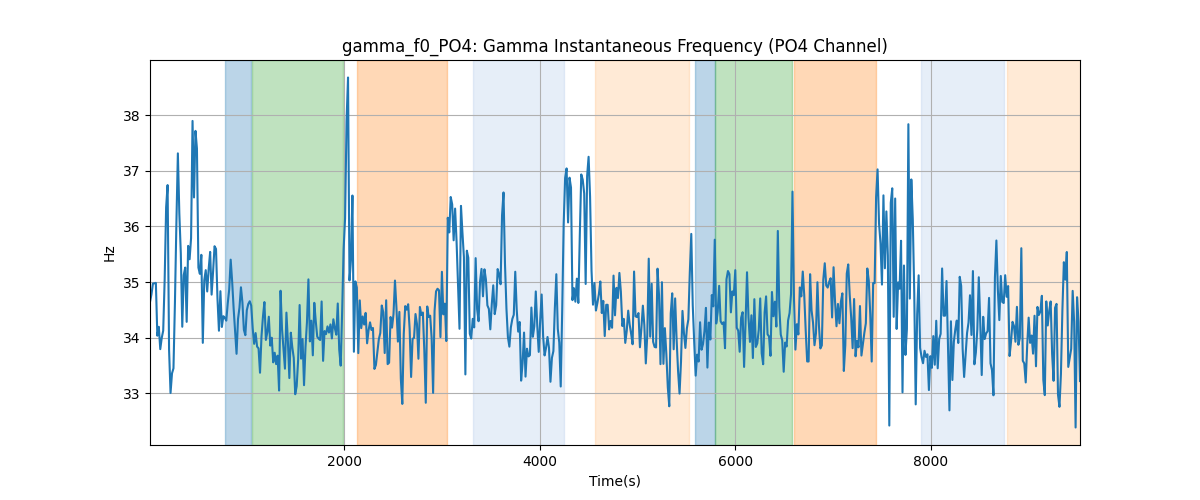 gamma_f0_PO4: Gamma Instantaneous Frequency (PO4 Channel)
38
37
36
35
34
33
Hz
2000 4000 6000 8000
Time(s)